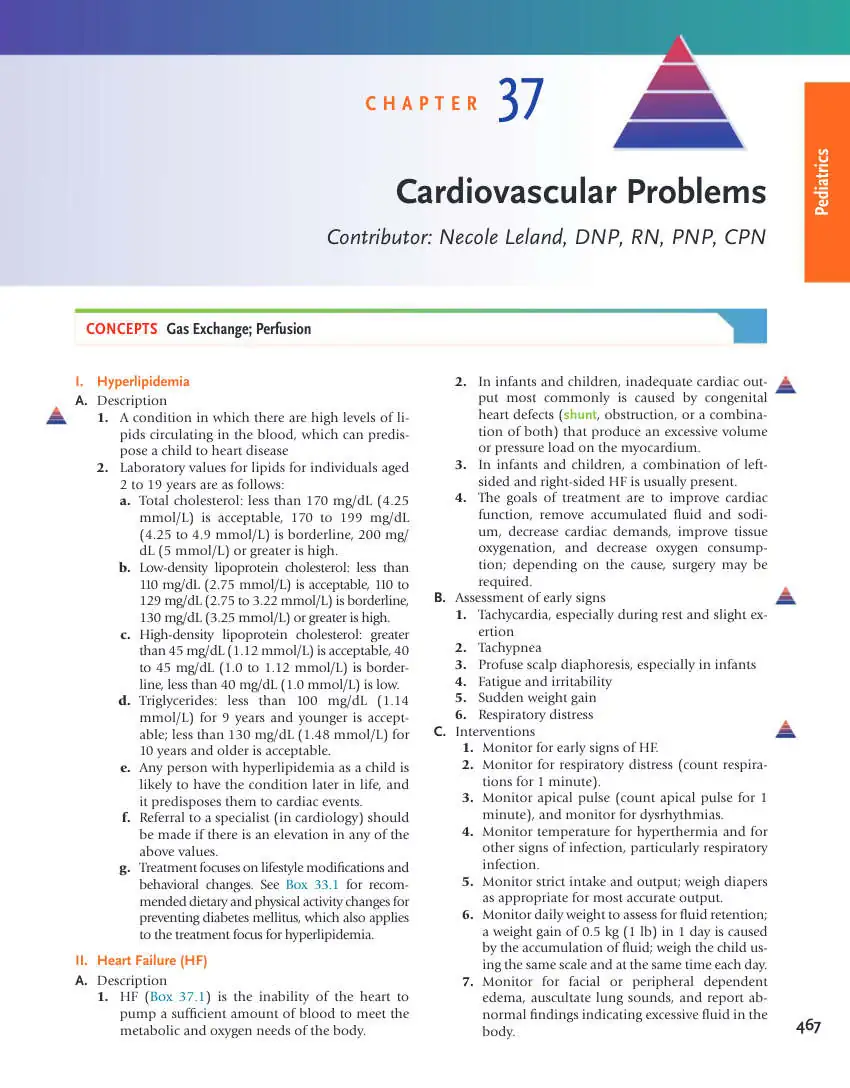 CHAPTER 37
Pediatrics
Cardiovascular Problems
Contributor: Necole Leland, DNP, RN, PNP, CPN
CONCEPTS Gas Exchange; Perfusion
I. Hyperlipidemia
A. Description
1. A condition in which there are high levels of li-
pids circulating in the blood, which can predis-
pose a child to heart disease
2. Laboratory values for lipids for individuals aged
2 to 19 years are as follows:
a. Total cholesterol: less than 170 mg/dL (4.25
mmol/L) is acceptable, 170 to 199 mg/dL
(4.25 to 4.9 mmol/L) is borderline, 200 mg/
dL (5 mmol/L) or greater is high.
b. Low-density lipoprotein cholesterol: less than
110 mg/dL (2.75 mmol/L) is acceptable, 110 to
129 mg/dL (2.75 to 3.22 mmol/L) is borderline,
130 mg/dL (3.25 mmol/L) or greater is high.
c. High-density lipoprotein cholesterol: greater
than 45 mg/dL (1.12 mmol/L) is acceptable, 40
to 45 mg/dL (1.0 to 1.12 mmol/L) is border-
line, less than 40 mg/dL (1.0 mmol/L) is low.
d. Triglycerides: less than 100 mg/dL (1.14
mmol/L) for 9 years and younger is accept-
able; less than 130 mg/dL (1.48 mmol/L) for
10 years and older is acceptable.
e. Any person with hyperlipidemia as a child is
likely to have the condition later in life, and
it predisposes them to cardiac events.
f. Referral to a specialist (in cardiology) should
be made if there is an elevation in any of the
above values.
g. Treatment focuses on lifestyle modifications and
behavioral changes. See Box 33.1 for recom-
mended dietary and physical activity changes for
preventing diabetes mellitus, which also applies
to the treatment focus for hyperlipidemia.
II. Heart Failure (HF)
A. Description
1. HF (Box 37.1) is the inability of the heart to
pump a sufficient amount of blood to meet the
metabolic and oxygen needs of the body.
2. In infants and children, inadequate cardiac out-
put most commonly is caused by congenital
heart defects (shunt, obstruction, or a combina-
tion of both) that produce an excessive volume
or pressure load on the myocardium.
3. In infants and children, a combination of left-
sided and right-sided HF is usually present.
4. The goals of treatment are to improve cardiac
function, remove accumulated fluid and sodi-
um, decrease cardiac demands, improve tissue
oxygenation, and decrease oxygen consump-
tion; depending on the cause, surgery may be
required.
B. Assessment of early signs
1. Tachycardia, especially during rest and slight ex-
ertion
2. Tachypnea
3. Profuse scalp diaphoresis, especially in infants
4. Fatigue and irritability
5. Sudden weight gain
6. Respiratory distress
C. Interventions
1. Monitor for early signs of HF.
2. Monitor for respiratory distress (count respira-
tions for 1 minute).
3. Monitor apical pulse (count apical pulse for 1
minute), and monitor for dysrhythmias.
4. Monitor temperature for hyperthermia and for
other signs of infection, particularly respiratory
infection.
5. Monitor strict intake and output; weigh diapers
as appropriate for most accurate output.
6. Monitor daily weight to assess for fluid retention;
a weight gain of 0.5 kg (1 lb) in 1 day is caused
by the accumulation of fluid; weigh the child us-
ing the same scale and at the same time each day.
7. Monitor for facial or peripheral dependent
edema, auscultate lung sounds, and report ab-
normal findings indicating excessive fluid in the
body.
467